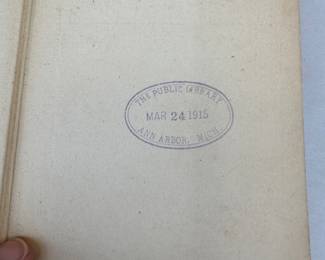 THE PUBLIC LIBRARY
MAR 24 1915
ANN ARBOR, MICH.